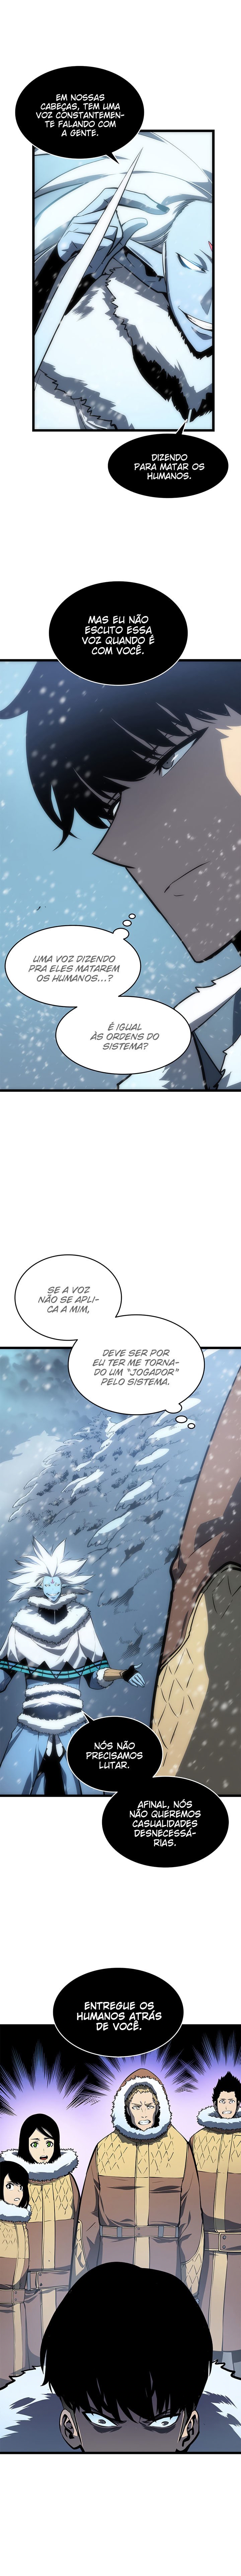 EM NOSSAS
CABEÇAS, TEM UMA
VOZ CONSTANTEMEN-
TE FALANDO COM
A GENTE.
DIZENDO
PARA MATAR OS
HUMANOS.
MAS EU NÃO
ESCUTO ESSA
VOZ QUANDO É
COM VOCÊ.
UMA VOZ DIZENDO
PRA ELES MATAREM
OS HUMANOS...?
É IGUAL
ÀS ORDENS DO
SISTEMA?
SE A VOZ
NÃO SE APLI-
CA A MIM,
DEVE SER POR
EU TER ME TORNA-
DO UM "JOGADOR"
PELO SISTEMA.
NÓS NÃO
PRECISAMOS
LUTAR.
AFINAL, NÓS
NÃO QUEREMOS
CASUALIDADES
DESNECESSÁ-
RIAS.
ENTREGUE OS
HUMANOS ATRÁS
DE VOCÊ.